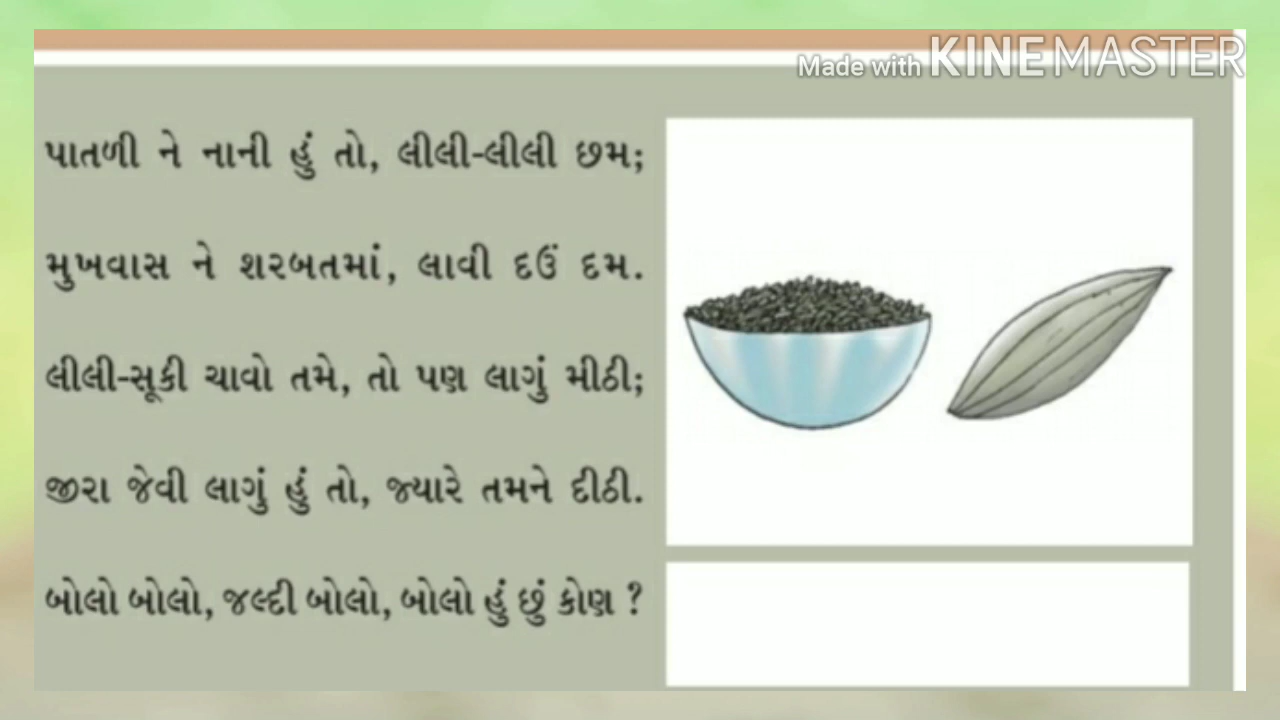 Made with KINEMASTER
પાતળી ને નાની હું તો, લીલી-લીલી છમ;
મુખવાસ ને શરબતમાં, લાવી દઉં દમ.
લીલી-સૂકી ચાવો તમે, તો પણ લાગું મીઠી;
જીરા જેવી લાગું હું તો, જ્યારે તમને દીઠી.
બોલો બોલો, જલ્દી બોલો, બોલો હું છું કોણ ?